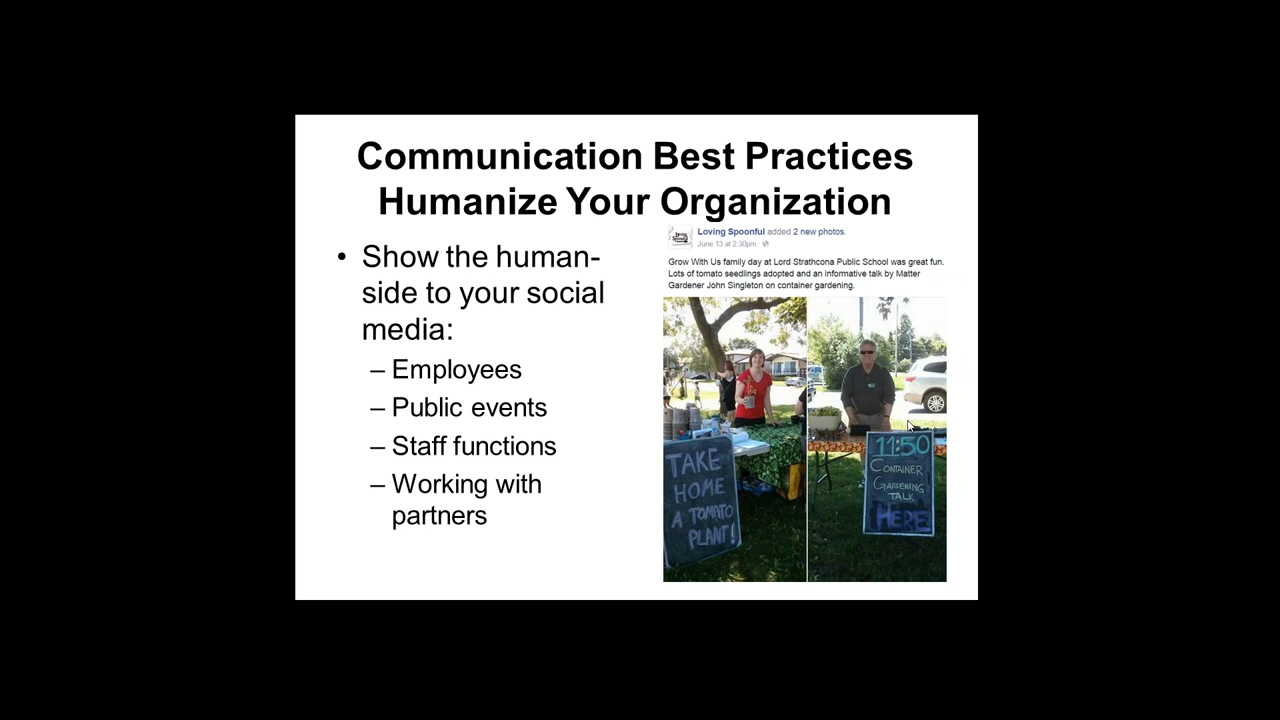 Communication Best Practices
Humanize Your Organization
• Show the human-
side to your social
media:
– Employees
– Public events
– Staff functions
– Working with
partners
Loving Spoonful added 2 new photos.
June 13 at 2:30pm ·
Grow With Us family day at Lord Strathcona Public School was great fun.
Lots of tomato seedlings adopted and an informative talk by Matter
Gardener John Singleton on container gardening.
TAKE
HOME
A TOMATO
PLANT!
11:50
CONTAINER
GARDENING
TALK
HERE